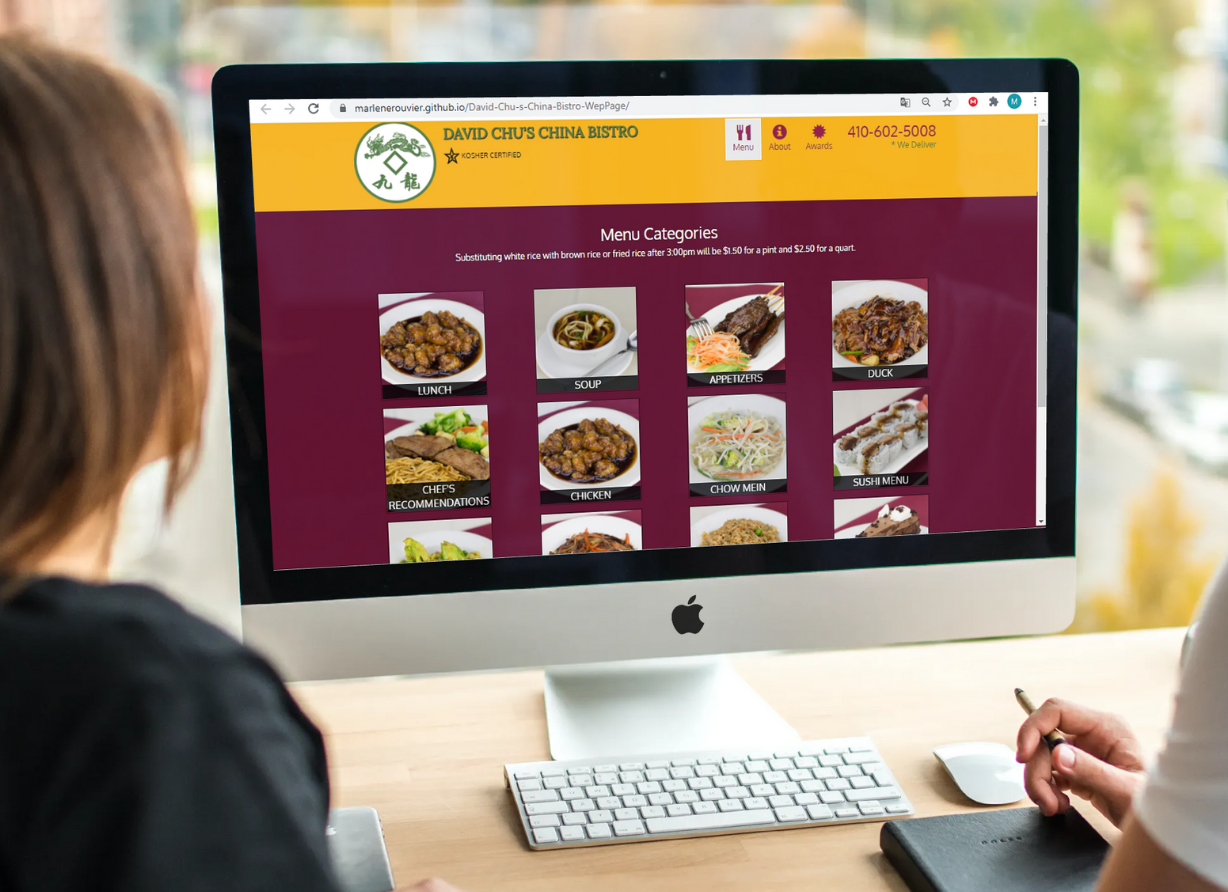 marlenerouvier.github.io/David-Chu-s-China-Bistro-WepPage/
M
M
DAVID CHU'S CHINA BISTRO
KOSHER CERTIFIED
九龍
Menu
About
Awards
410-602-5008
* We Deliver
Menu Categories
Substituting white rice with brown rice or fried rice after 3:00pm will be $1.50 for a pint and $2.50 for a quart.
LUNCH
SOUP
APPETIZERS
DUCK
CHEF'S
RECOMMENDATIONS
CHICKEN
CHOW MEIN
SUSHI MENU